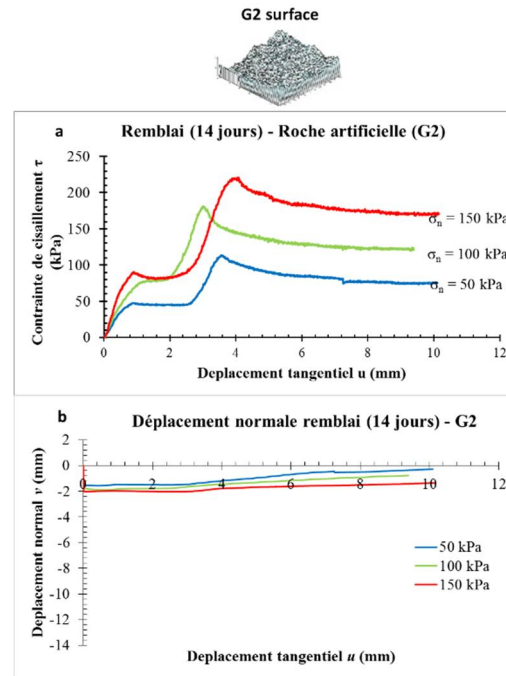 G2 surface
a
Remblai (14 jours) - Roche artificielle (G2)
Contrainte de cisaillement τ
(kPa)
250
200
150
100
50
0
σn = 150 kPa
σn = 100 kPa
σn = 50 kPa
0 2 4 6 8 10 12
Deplacement tangentiel u (mm)
b
Déplacement normale remblai (14 jours) - G2
Deplacement normal v (mm)
2
0
-2
-4
-6
-8
-10
-12
-14
0 2 4 6 8 10 12
50 kPa
100 kPa
150 kPa
Deplacement tangentiel u (mm)